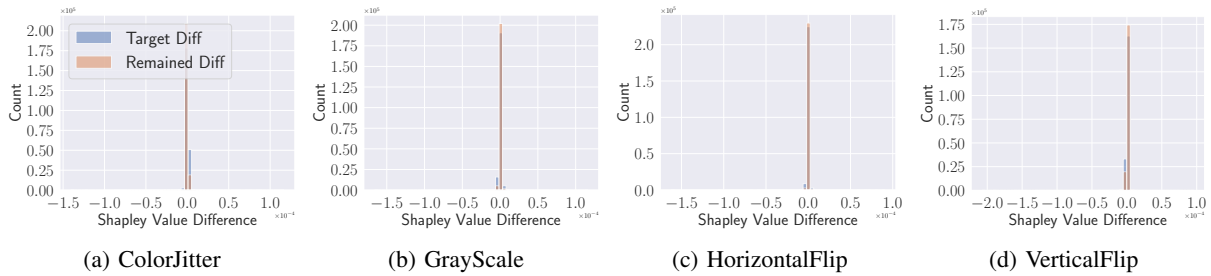 2.00
1.75
1.50
1.25
1.00
0.75
0.50
0.25
0.00
Count
Target Diff
Remained Diff
−1.5 −1.0 −0.5 0.0 0.5 1.0
×10⁻⁴
Shapley Value Difference
(a) ColorJitter
2.00
1.75
1.50
1.25
1.00
0.75
0.50
0.25
0.00
Count
−1.5 −1.0 −0.5 0.0 0.5 1.0
×10⁻⁴
Shapley Value Difference
(b) GrayScale
2.0
1.5
1.0
0.5
0.0
Count
−1.5 −1.0 −0.5 0.0 0.5 1.0
×10⁻⁴
Shapley Value Difference
(c) HorizontalFlip
1.75
1.50
1.25
1.00
0.75
0.50
0.25
0.00
Count
−2.0 −1.5 −1.0 −0.5 0.0 0.5 1.0
×10⁻⁴
Shapley Value Difference
(d) VerticalFlip